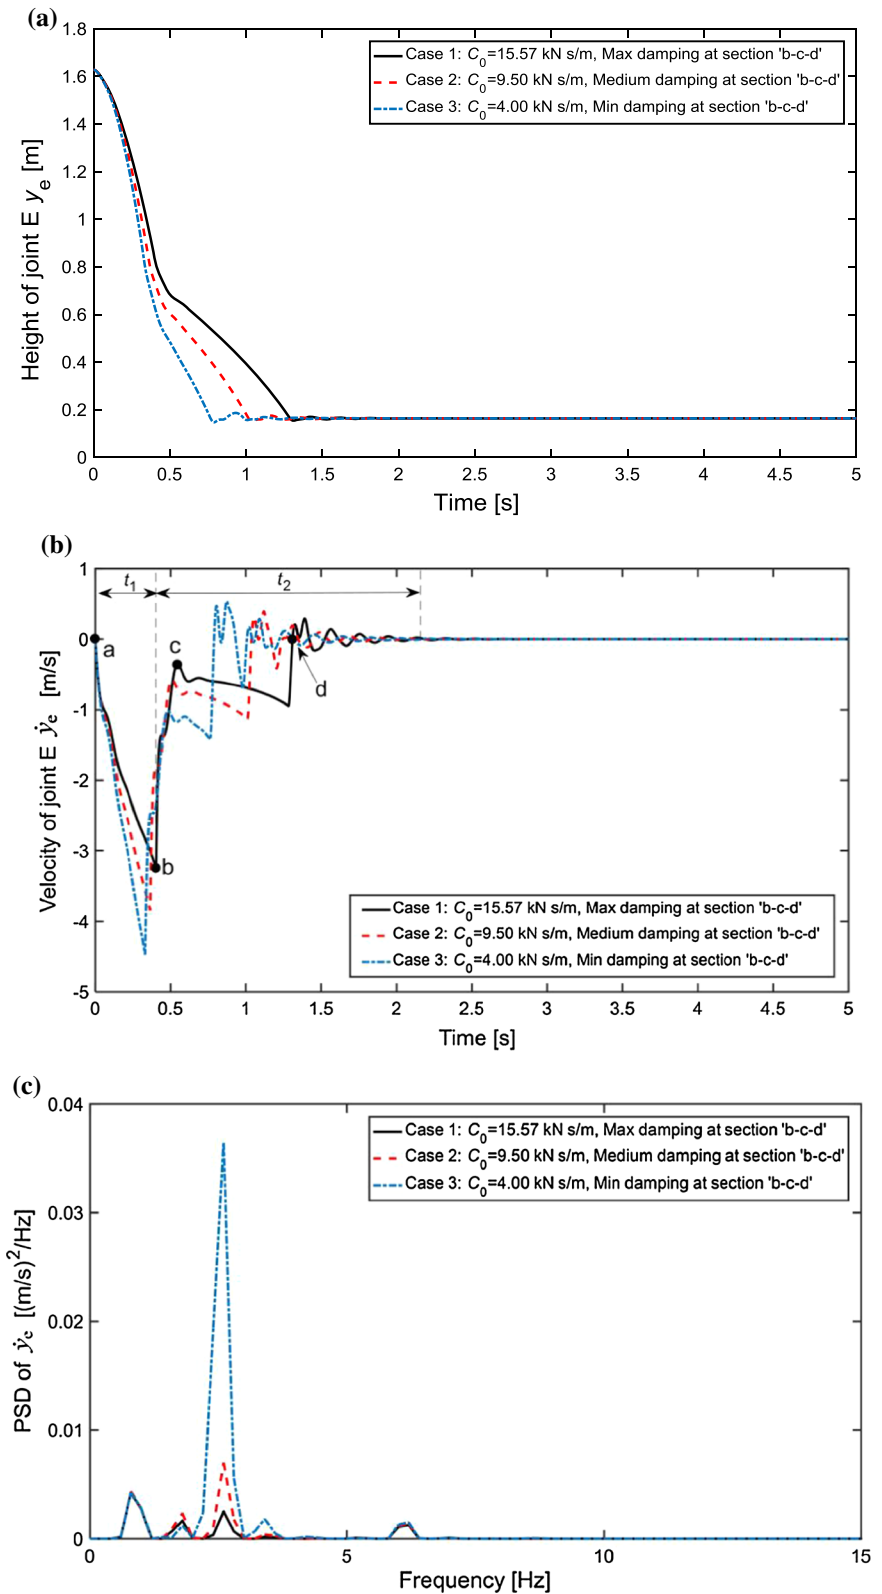 (a)
1.8
1.6
1.4
1.2
1
0.8
0.6
0.4
0.2
0
Height of joint E y_e [m]
Case 1: C_0=15.57 kN s/m, Max damping at section 'b-c-d'
Case 2: C_0=9.50 kN s/m, Medium damping at section 'b-c-d'
Case 3: C_0=4.00 kN s/m, Min damping at section 'b-c-d'
0 0.5 1 1.5 2 2.5 3 3.5 4 4.5 5
Time [s]
(b)
1
0
-1
-2
-3
-4
-5
Velocity of joint E ẏ_e [m/s]
t_1
t_2
a
c
d
b
Case 1: C_0=15.57 kN s/m, Max damping at section 'b-c-d'
Case 2: C_0=9.50 kN s/m, Medium damping at section 'b-c-d'
Case 3: C_0=4.00 kN s/m, Min damping at section 'b-c-d'
0 0.5 1 1.5 2 2.5 3 3.5 4 4.5 5
Time [s]
(c)
0.04
0.03
0.02
0.01
0
PSD of ẏ_e [(m/s)^2/Hz]
Case 1: C_0=15.57 kN s/m, Max damping at section 'b-c-d'
Case 2: C_0=9.50 kN s/m, Medium damping at section 'b-c-d'
Case 3: C_0=4.00 kN s/m, Min damping at section 'b-c-d'
0 5 10 15
Frequency [Hz]